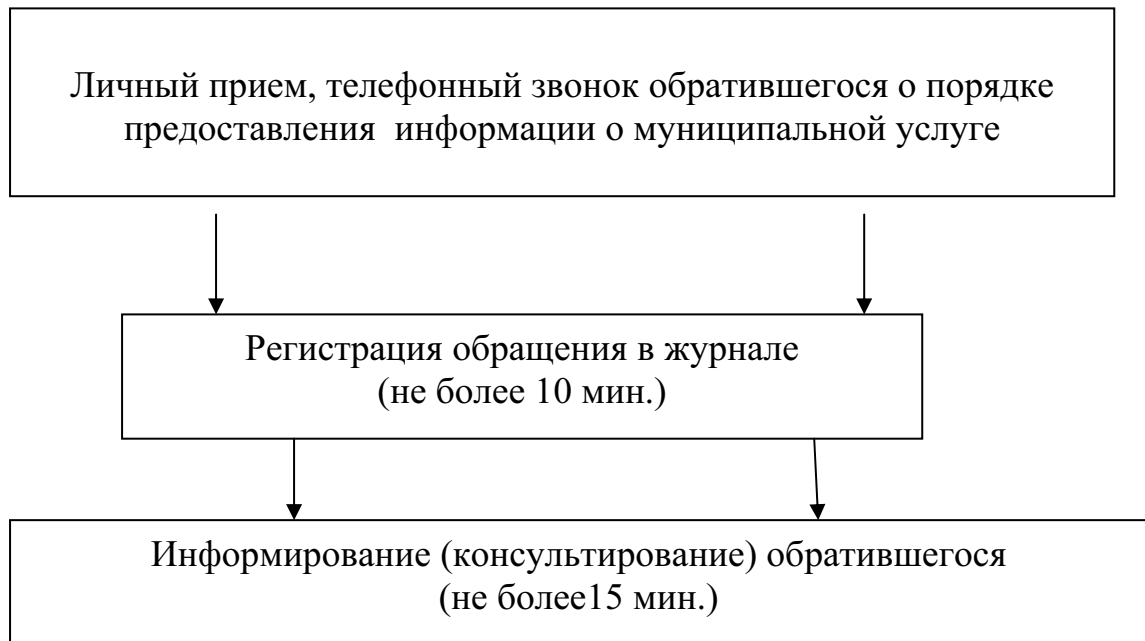 Личный прием, телефонный звонок обратившегося о порядке
предоставления информации о муниципальной услуге
Регистрация обращения в журнале
(не более 10 мин.)
Информирование (консультирование) обратившегося
(не более15 мин.)